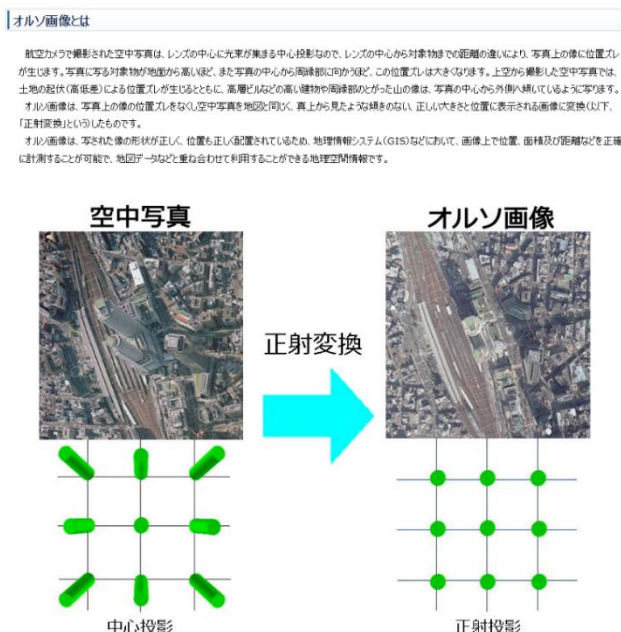 オルソ画像とは
航空カメラで撮影された空中写真は、レンズの中心に光束が集まる中心投影なので、レンズの中心から対象物までの距離の違いにより、写真上の像に位置ズレ
が生じます。写真に写る対象物が地面から高いほど、また写真の中心から周縁部に向かうほど、この位置ズレは大きくなります。上空から撮影した空中写真では、
土地の起伏（高低差）による位置ズレが生じるとともに、高層ビルなどの高い建物や周縁部のとがった山の像は、写真の中心から外側へ傾いているように写ります。
オルソ画像は、写真上の像の位置ズレをなくし空中写真を地図と同じく、真上から見たような傾きのない、正しい大きさと位置に表示される画像に変換（以下、
「正射変換」という）したものです。
オルソ画像は、写された像の形状が正しく、位置も正しく配置されているため、地理情報システム（GIS）などにおいて、画像上で位置、面積及び距離などを正確
に計測することが可能で、地図データなどと重ね合わせて利用することができる地理空間情報です。
空中写真
オルソ画像
正射変換
中心投影
正射投影